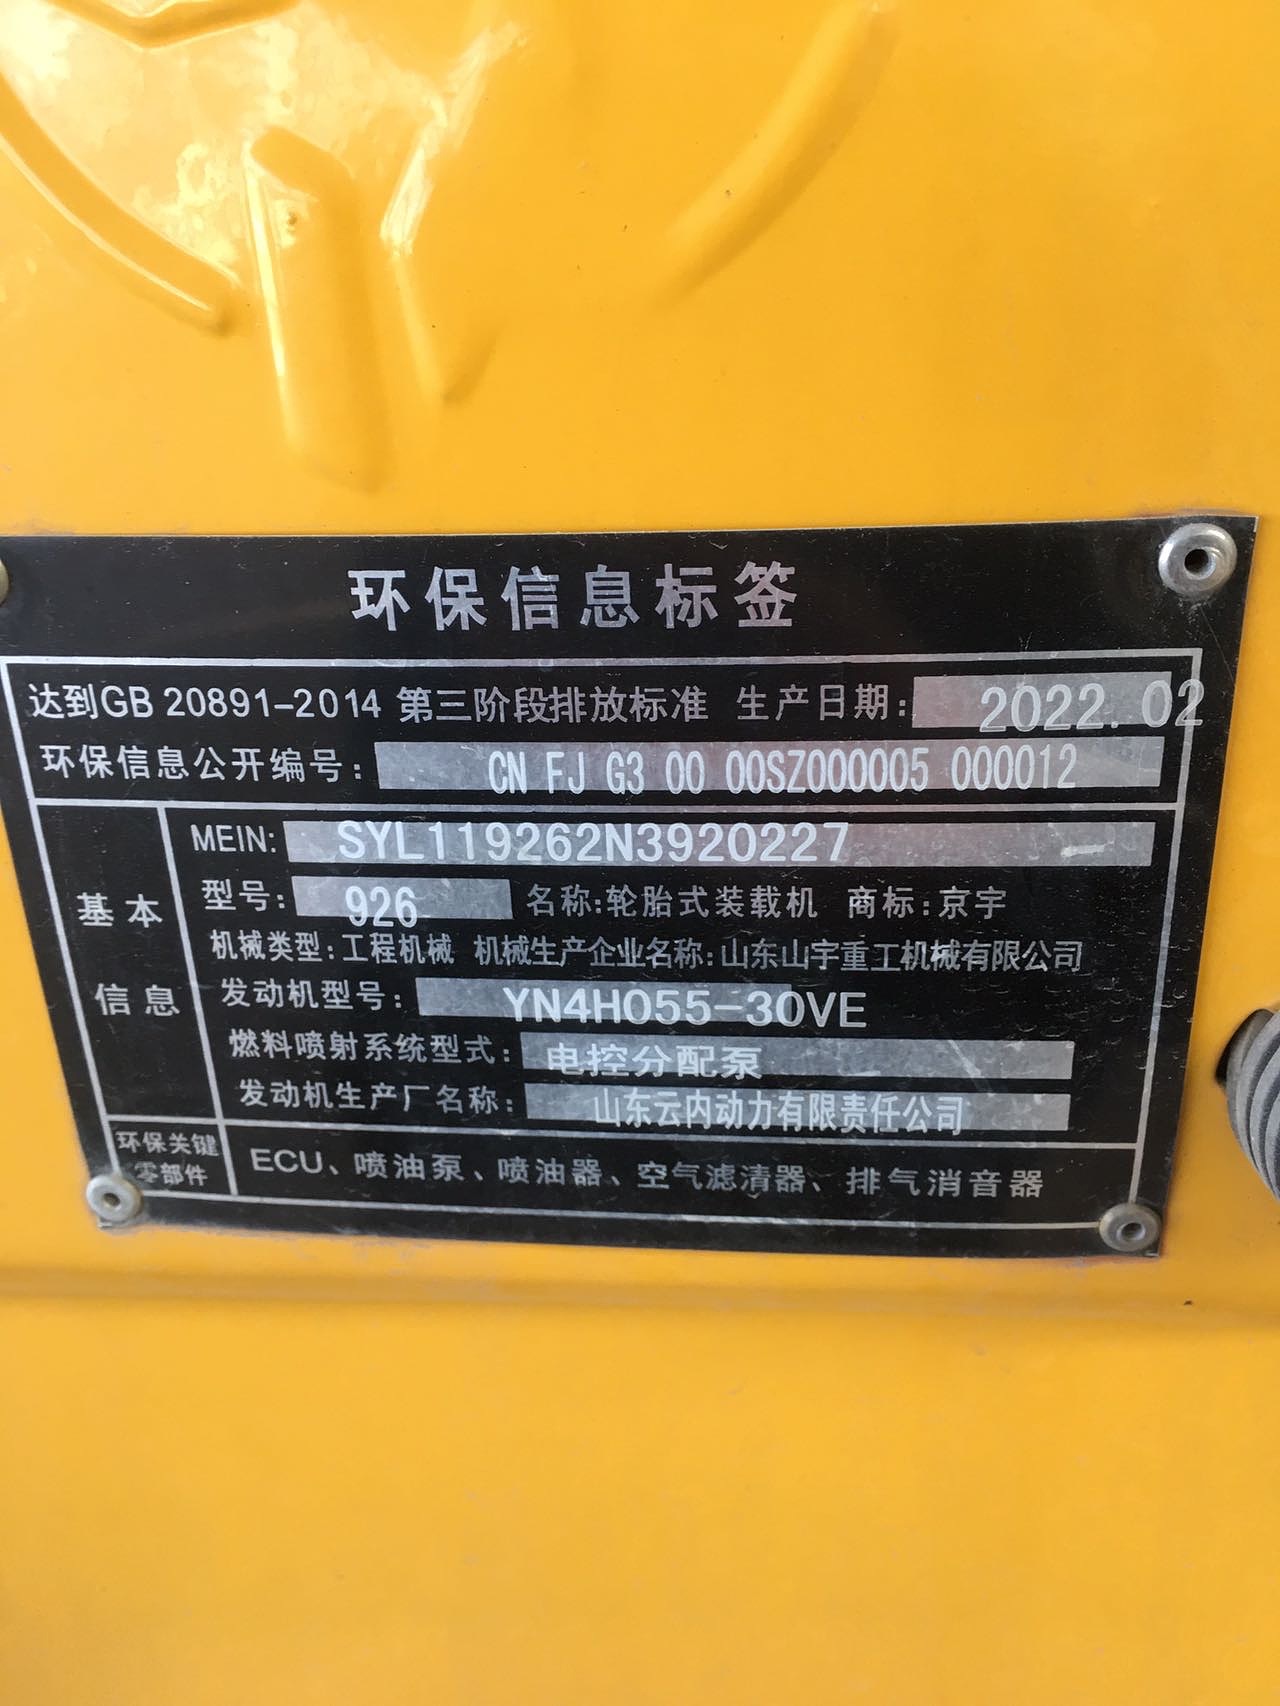 环保信息标签
达到GB 20891-2014 第三阶段排放标准 生产日期: 2022.02
环保信息公开编号: CN FJ G3 00 00SZ000005 000012
基本信息
MEIN: SYL119262N3920227
型号: 926 名称:轮胎式装载机 商标:京宇
机械类型:工程机械 机械生产企业名称:山东山宇重工机械有限公司
发动机型号: YN4H055-30VE
燃料喷射系统型式: 电控分配泵
发动机生产厂名称: 山东云内动力有限责任公司
环保关键零部件
ECU、喷油泵、喷油器、空气滤清器、排气消音器